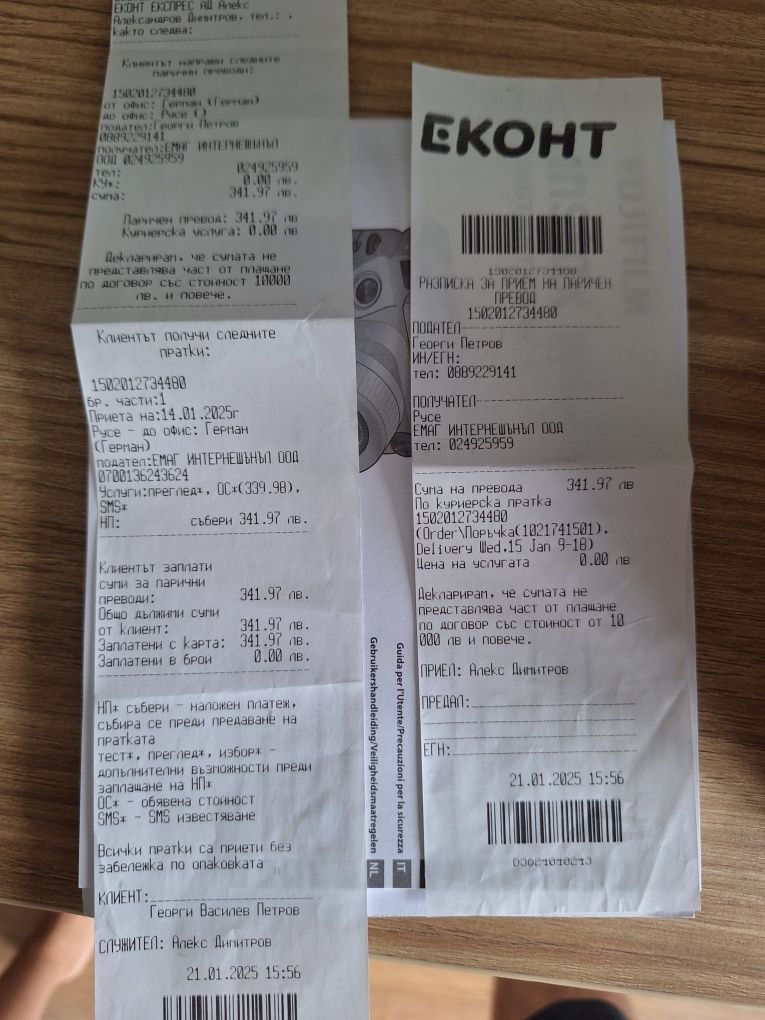 ЕКОНТ ЕКСПРЕС АД Алекс
Александров Димитров, тел.: ,
както следва:
Клиентът направи следните
парични преводи:
1502012734480
от офис: Герман (Герман)
до офис: Русе ()
подател:Георги Петров
0889229141
получател:ЕМАГ ИНТЕРНЕШЪНЪЛ
ООД 024925959
тел: 024925959
КУ*: 0.00 лв.
сума: 341.97 лв.
Паричен превод: 341.97 лв
Куриерска услуга: 0.00 лв
Декларирам, че сумата не
представлява част от плащане
по договор със стойност 10000
лв. и повече.
Клиентът получи следните
пратки:
1502012734480
бр. части:1
Приета на:14.01.2025г
Русе - до офис: Герман
(Герман)
подател:ЕМАГ ИНТЕРНЕШЪНЪЛ ООД
0700136243624
Услуги:преглед*, ОС*(339.98),
SMS*
НП: събери 341.97 лв.
Клиентът заплати
суми за парични
преводи: 341.97 лв.
Общо дължими суми
от клиент: 341.97 лв.
Заплатени с карта: 341.97 лв.
Заплатени в брой 0.00 лв.
НП* събери - наложен платеж,
събира се преди предаване на
пратката
тест*, преглед*, избор* -
допълнителни възможности преди
заплащане на НП*
ОС* - обявена стойност
SMS* - SMS известяване
Всички пратки са приети без
забележка по опаковката
КЛИЕНТ:
Георги Василев Петров
СЛУЖИТЕЛ: Алекс Димитров
21.01.2025 15:56
ЕКОНТ
1502012734480
РАЗПИСКА ЗА ПРИЕМ НА ПАРИЧЕН
ПРЕВОД
1502012734480
ПОДАТЕЛ
Георги Петров
ИН/ЕГН:
тел: 0889229141
ПОЛУЧАТЕЛ
Русе
ЕМАГ ИНТЕРНЕШЪНЪЛ ООД
тел: 024925959
Сума на превода 341.97 лв
По куриерска пратка
1502012734480
(Order\Поръчка(1021741501),
Delivery Wed,15 Jan 9-18)
Цена на услугата 0.00 лв
Декларирам, че сумата не
представлява част от плащане
по договор със стойност от 10
000 лв и повече.
ПРИЕЛ: Алекс Димитров
ПРЕДАЛ:
ЕГН:
21.01.2025 15:56
Guida per l'Utente/Precauzioni per la sicurezza
IT
Gebruikershandleiding/Veiligheidsmaatregelen
NL